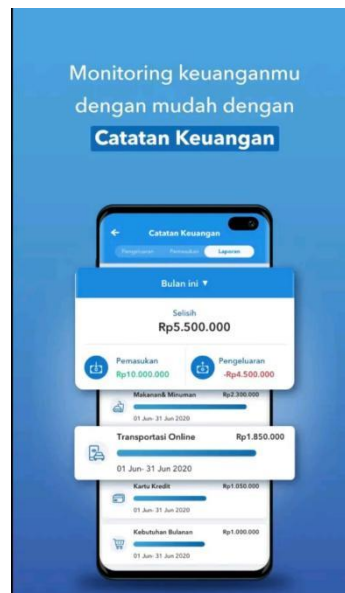 Monitoring keuanganmu
dengan mudah dengan
Catatan Keuangan
Catatan Keuangan
Pengeluaran Pemasukan Laporan
Bulan ini ▼
Selisih
Rp5.500.000
Pemasukan
Rp10.000.000
Pengeluaran
-Rp4.500.000
Makanan& Minuman Rp2.300.000
01 Jun- 31 Jun 2020
Transportasi Online Rp1.850.000
01 Jun- 31 Jun 2020
Kartu Kredit Rp1.050.000
01 Jun- 31 Jun 2020
Kebutuhan Bulanan Rp1.000.000
01 Jun- 31 Jun 2020